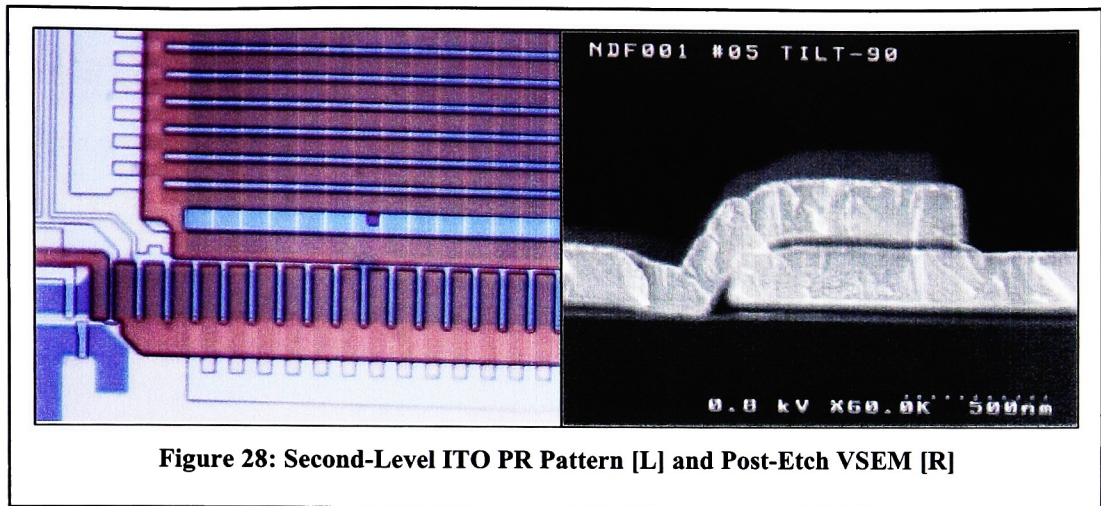 NDF001 #05 TILT-90
0.8 kV X60.0K 500nm
Figure 28: Second-Level ITO PR Pattern [L] and Post-Etch VSEM [R]